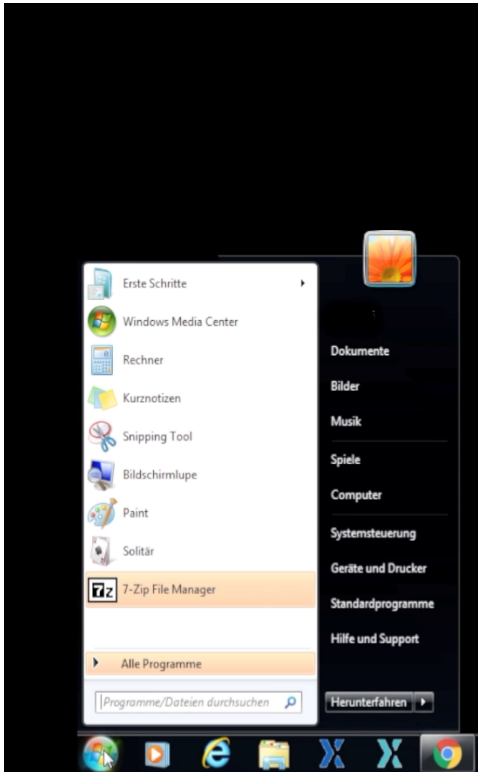 Erste Schritte
Windows Media Center
Rechner
Kurznotizen
Snipping Tool
Bildschirmlupe
Paint
Solitär
7z 7-Zip File Manager
Alle Programme
Programme/Dateien durchsuchen
Dokumente
Bilder
Musik
Spiele
Computer
Systemsteuerung
Geräte und Drucker
Standardprogramme
Hilfe und Support
Herunterfahren